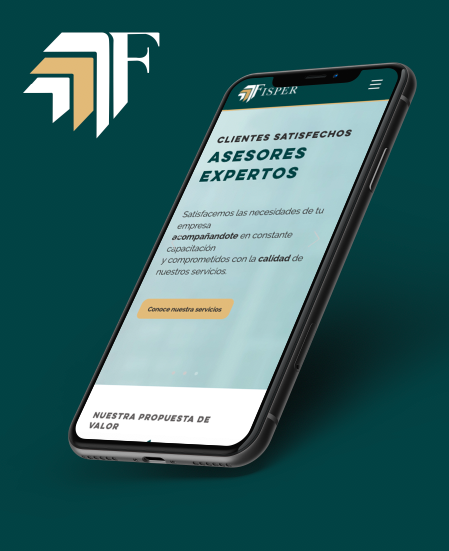 F
FISPER
CLIENTES SATISFECHOS
ASESORES
EXPERTOS
Satisfacemos las necesidades de tu
empresa
acompañandote en constante
capacitación
y comprometidos con la calidad de
nuestros servicios.
Conoce nuestra servicios
NUESTRA PROPUESTA DE
VALOR